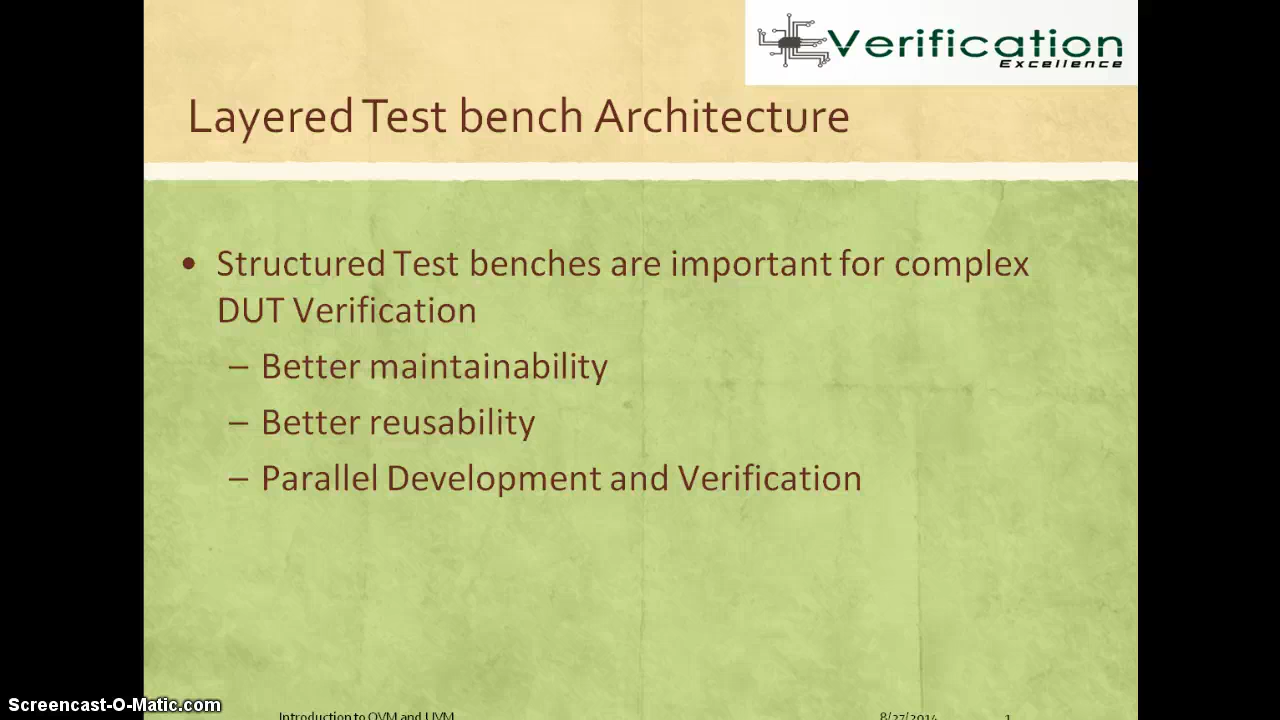 Verification
Excellence
Layered Test bench Architecture
• Structured Test benches are important for complex
DUT Verification
– Better maintainability
– Better reusability
– Parallel Development and Verification
Screencast-O-Matic.com
Introduction to OVM and UVM
8/27/2014
1